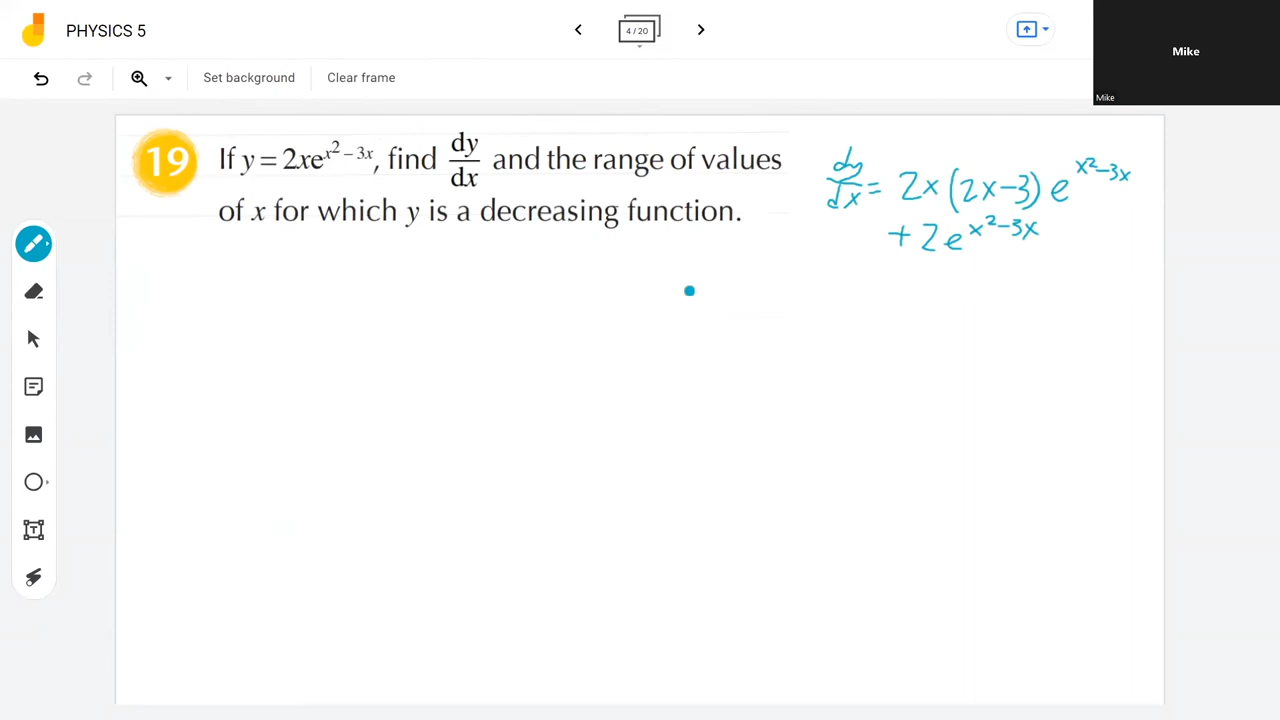 PHYSICS 5
4 / 20
Mike
Mike
Set background
Clear frame
19
If y = 2xe^{x² – 3x}, find dy/dx and the range of values
of x for which y is a decreasing function.
dy/dx = 2x(2x−3)e^{x²−3x}
+ 2e^{x²−3x}
T